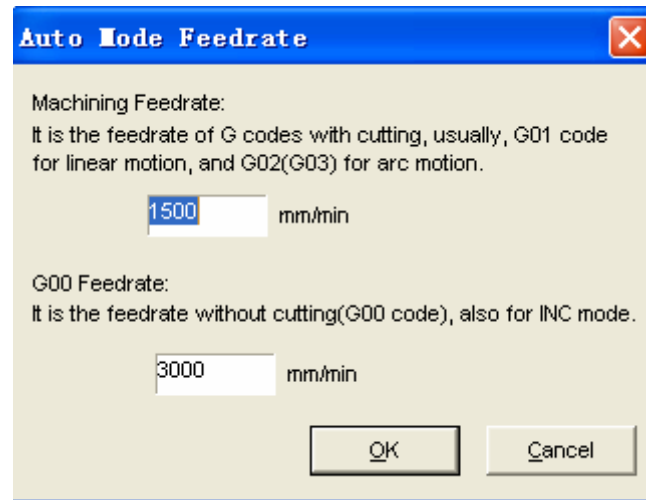 Auto Mode Feedrate
Machining Feedrate:
It is the feedrate of G codes with cutting, usually, G01 code
for linear motion, and G02(G03) for arc motion.
1500 mm/min
G00 Feedrate:
It is the feedrate without cutting(G00 code), also for INC mode.
3000 mm/min
OK Cancel